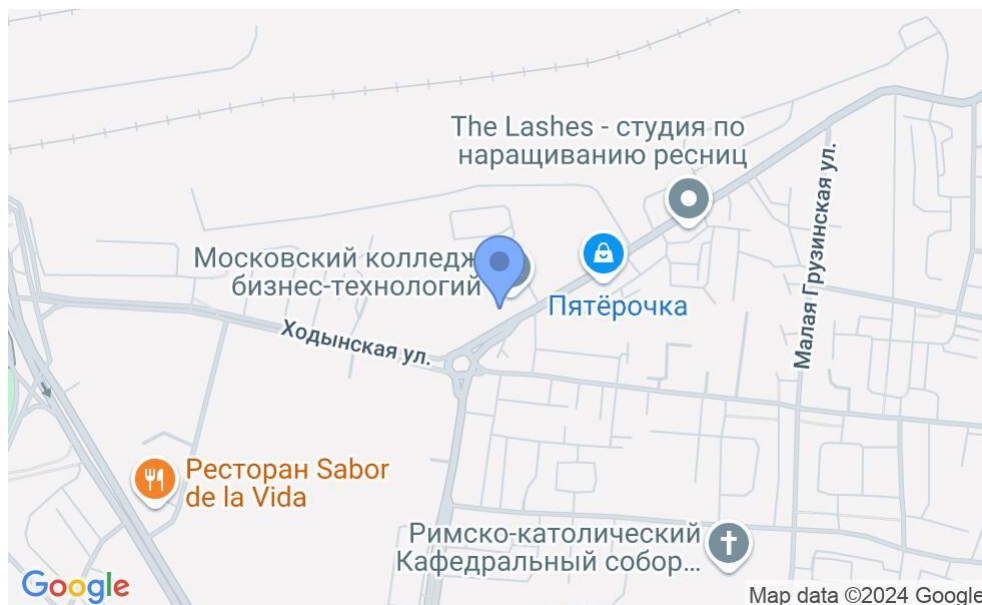 The Lashes - студия по
наращиванию ресниц
Малая Грузинская ул.
Московский колледж
бизнес-технологий
Пятёрочка
Ходынская ул.
Ресторан Sabor
de la Vida
Римско-католический
Кафедральный собор...
Google
Map data ©2024 Google